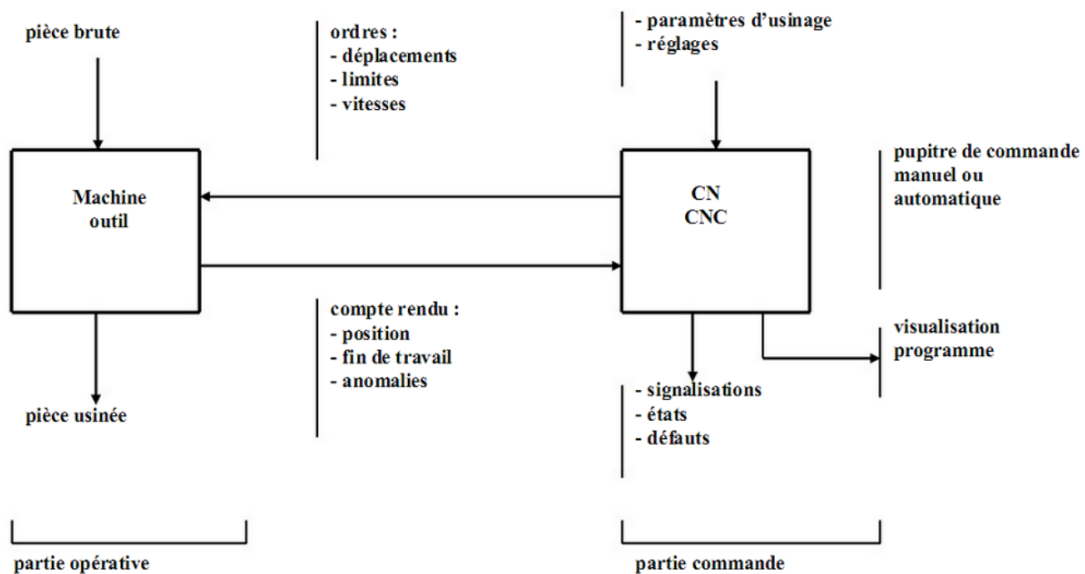 pièce brute
ordres :
- déplacements
- limites
- vitesses
- paramètres d'usinage
- réglages
Machine
outil
CN
CNC
pupitre de commande
manuel ou
automatique
compte rendu :
- position
- fin de travail
- anomalies
visualisation
programme
pièce usinée
- signalisations
- états
- défauts
partie opérative
partie commande